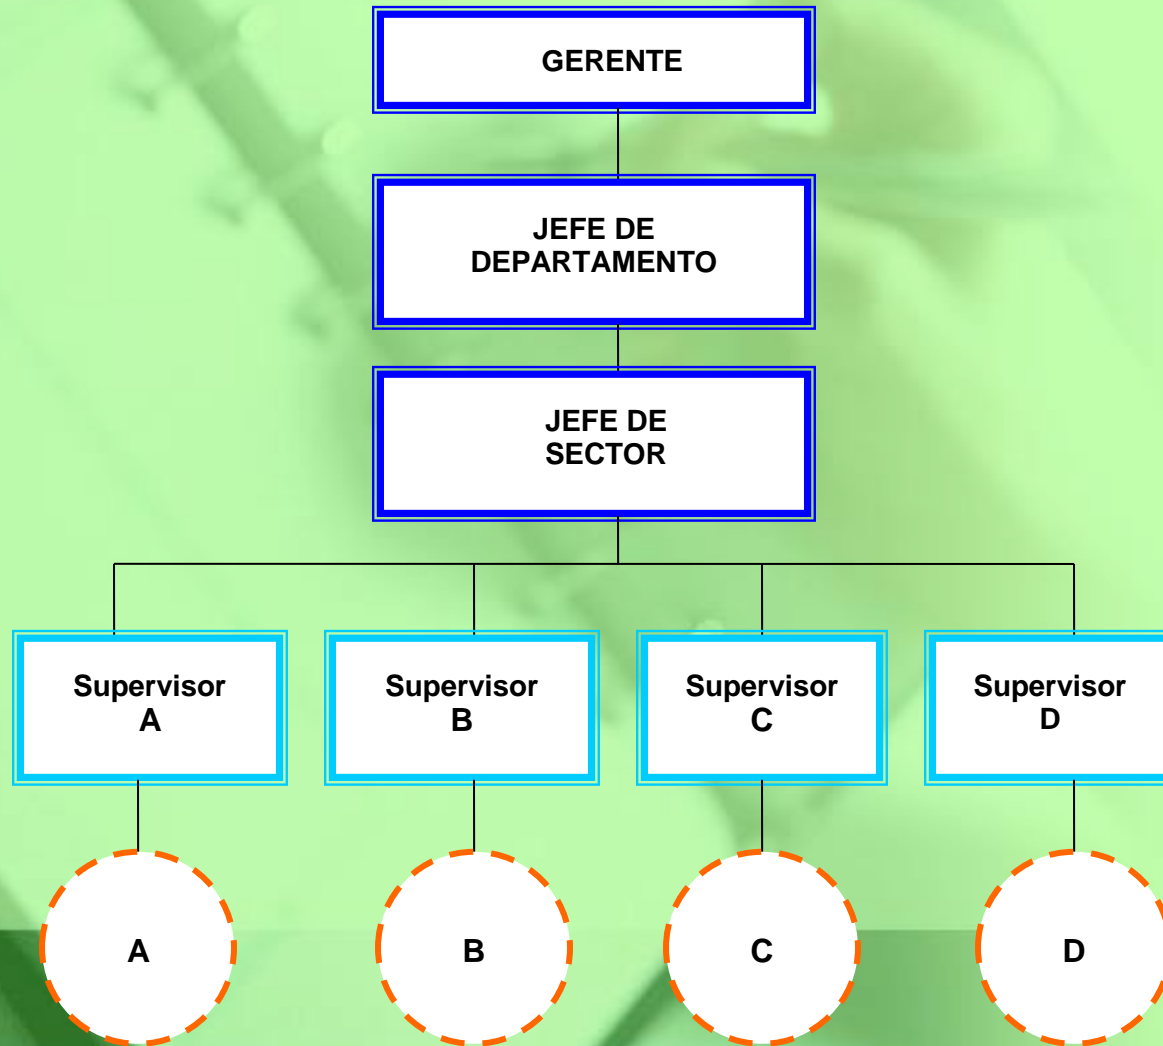 GERENTE
JEFE DE
DEPARTAMENTO
JEFE DE
SECTOR
Supervisor
A
Supervisor
B
Supervisor
C
Supervisor
D
A
B
C
D